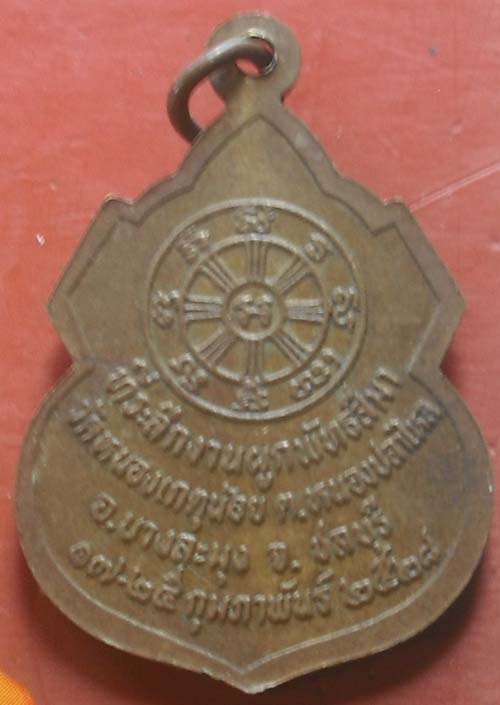 ที่ระลึกงานผูกพัทธสีมา
วัดหนองเกตุน้อย ต.หนองปลาไหล
อ.บางละมุง จ.ชลบุรี
๑๗-๒๕ กุมภาพันธ์ ๒๕๒๘